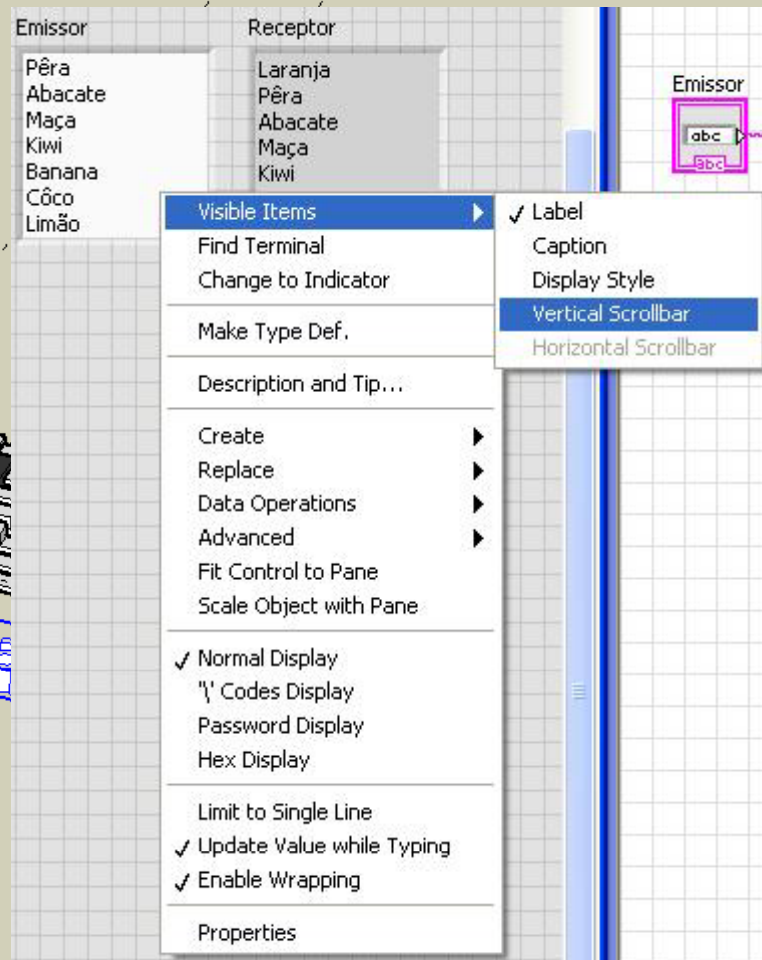 Emissor
Receptor
Pêra
Abacate
Maça
Kiwi
Banana
Côco
Limão
Laranja
Pêra
Abacate
Maça
Kiwi
Visible Items
Find Terminal
Change to Indicator
Make Type Def.
Description and Tip...
Create
Replace
Data Operations
Advanced
Fit Control to Pane
Scale Object with Pane
Normal Display
'\' Codes Display
Password Display
Hex Display
Limit to Single Line
Update Value while Typing
Enable Wrapping
Properties
Label
Caption
Display Style
Vertical Scrollbar
Horizontal Scrollbar
Emissor
abc
abc